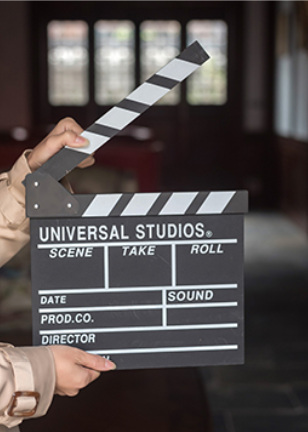 UNIVERSAL STUDIOS®
SCENE TAKE ROLL
DATE SOUND
PROD.CO.
DIRECTOR